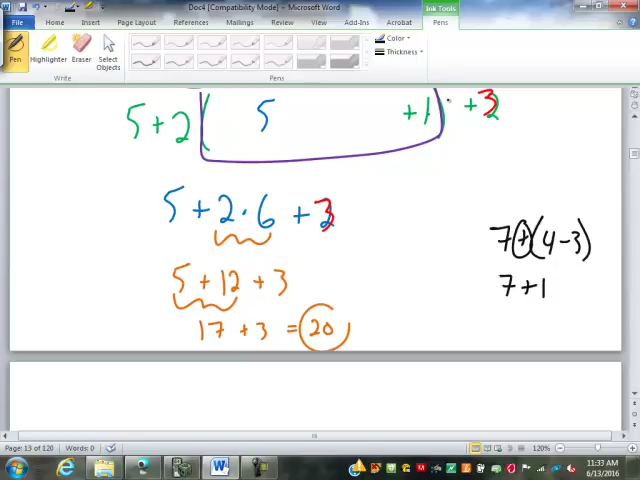 Doc4 [Compatibility Mode] - Microsoft Word
Ink Tools
File Home Insert Page Layout References Mailings Review View Add-Ins Acrobat Pens
Pen Highlighter Eraser Select Objects
Color
Thickness
Write Pens
5 + 2 ( 5 + 1 ) + 3
5 + 2 · 6 + 3
7 + ( 4 − 3 )
5 + 12 + 3
7 + 1
17 + 3 = 20
Page: 13 of 120 Words: 0 120%
11:33 AM
6/13/2016